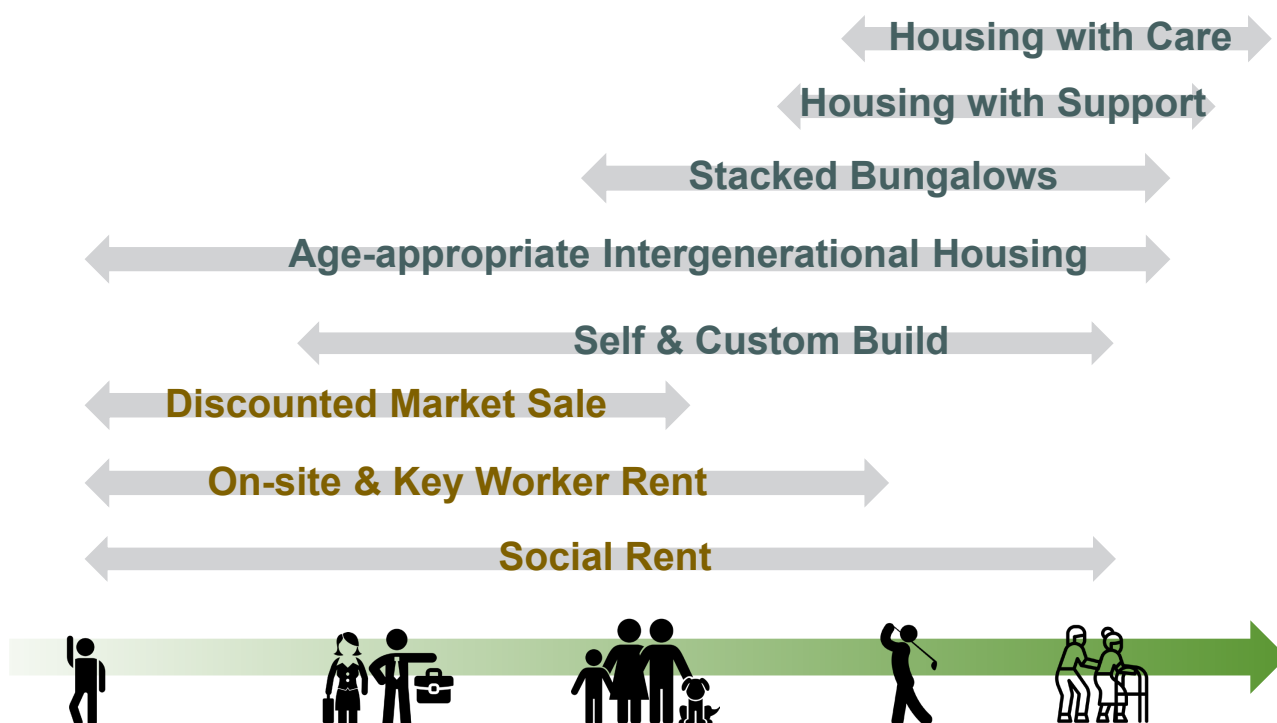 Housing with Care
Housing with Support
Stacked Bungalows
Age-appropriate Intergenerational Housing
Self & Custom Build
Discounted Market Sale
On-site & Key Worker Rent
Social Rent